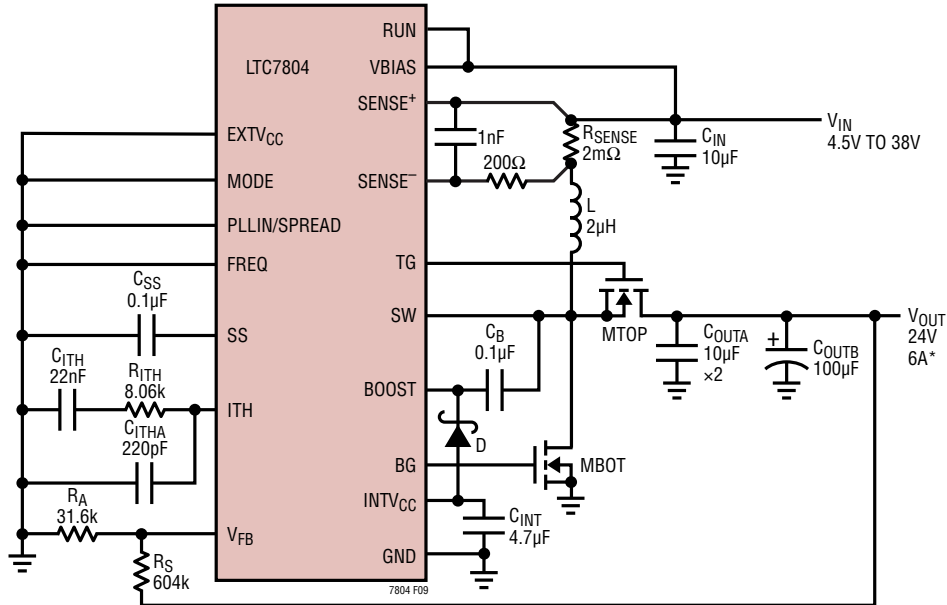 LTC7804
RUN
VBIAS
SENSE+
SENSE−
TG
SW
BOOST
BG
INTVCC
GND
EXTVCC
MODE
PLLIN/SPREAD
FREQ
SS
ITH
VFB
CSS
0.1µF
CITH
22nF
RITH
8.06k
CITHA
220pF
RA
31.6k
RS
604k
1nF
200Ω
RSENSE
2mΩ
CIN
10µF
VIN
4.5V TO 38V
L
2µH
MTOP
CB
0.1µF
D
MBOT
CINT
4.7µF
COUTA
10µF
×2
+
COUTB
100µF
VOUT
24V
6A*
7804 F09